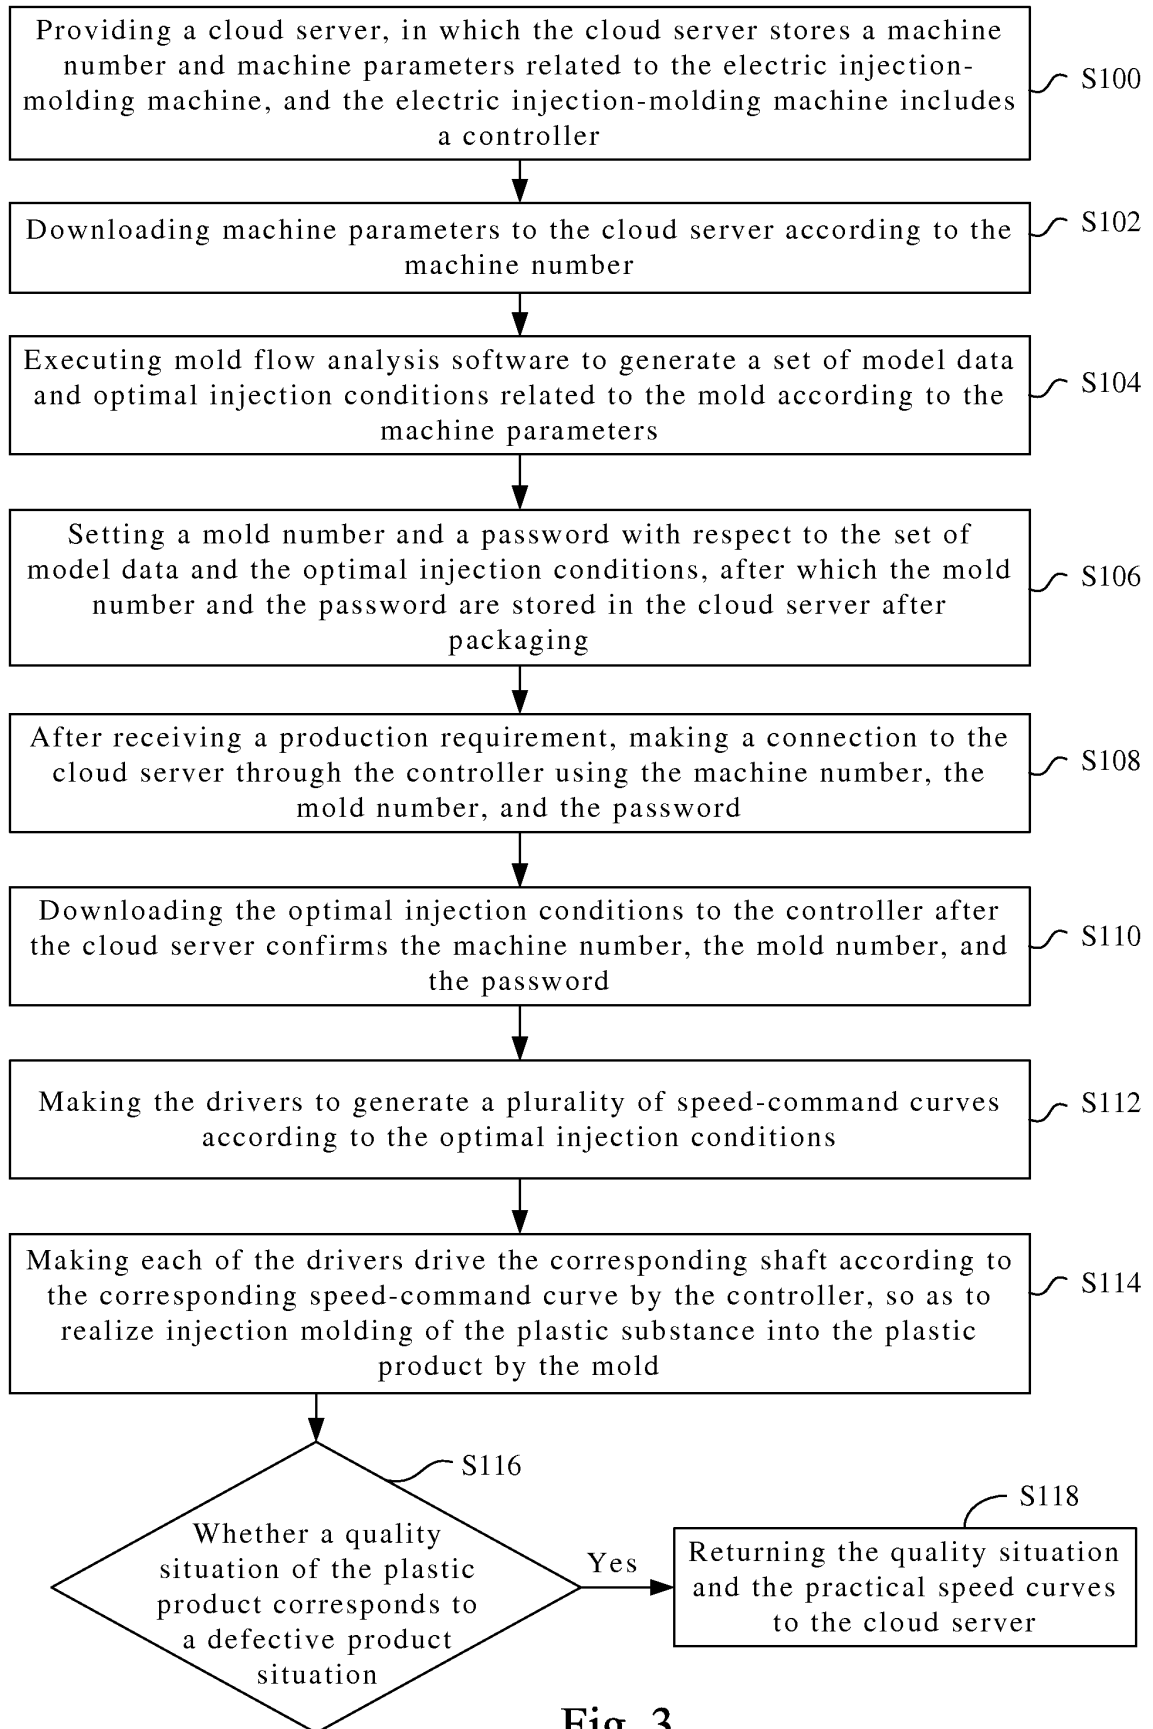 Providing a cloud server, in which the cloud server stores a machine
number and machine parameters related to the electric injection-
molding machine, and the electric injection-molding machine includes
a controller
S100
Downloading machine parameters to the cloud server according to the
machine number
S102
Executing mold flow analysis software to generate a set of model data
and optimal injection conditions related to the mold according to the
machine parameters
S104
Setting a mold number and a password with respect to the set of
model data and the optimal injection conditions, after which the mold
number and the password are stored in the cloud server after
packaging
S106
After receiving a production requirement, making a connection to the
cloud server through the controller using the machine number, the
mold number, and the password
S108
Downloading the optimal injection conditions to the controller after
the cloud server confirms the machine number, the mold number, and
the password
S110
Making the drivers to generate a plurality of speed-command curves
according to the optimal injection conditions
S112
Making each of the drivers drive the corresponding shaft according to
the corresponding speed-command curve by the controller, so as to
realize injection molding of the plastic substance into the plastic
product by the mold
S114
S116
Whether a quality
situation of the plastic
product corresponds to
a defective product
situation
Yes
S118
Returning the quality situation
and the practical speed curves
to the cloud server
Fig. 3